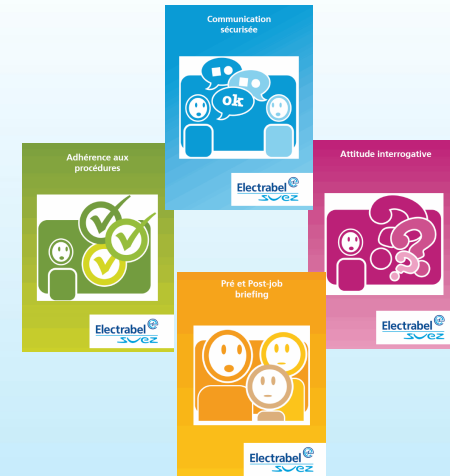 Communication
sécurisée
ok
Electrabel
SUEZ
Adhérence aux
procédures
Electrabel
SUEZ
Attitude interrogative
???
Electrabel
SUEZ
Pré et Post-job
briefing
Electrabel
SUEZ